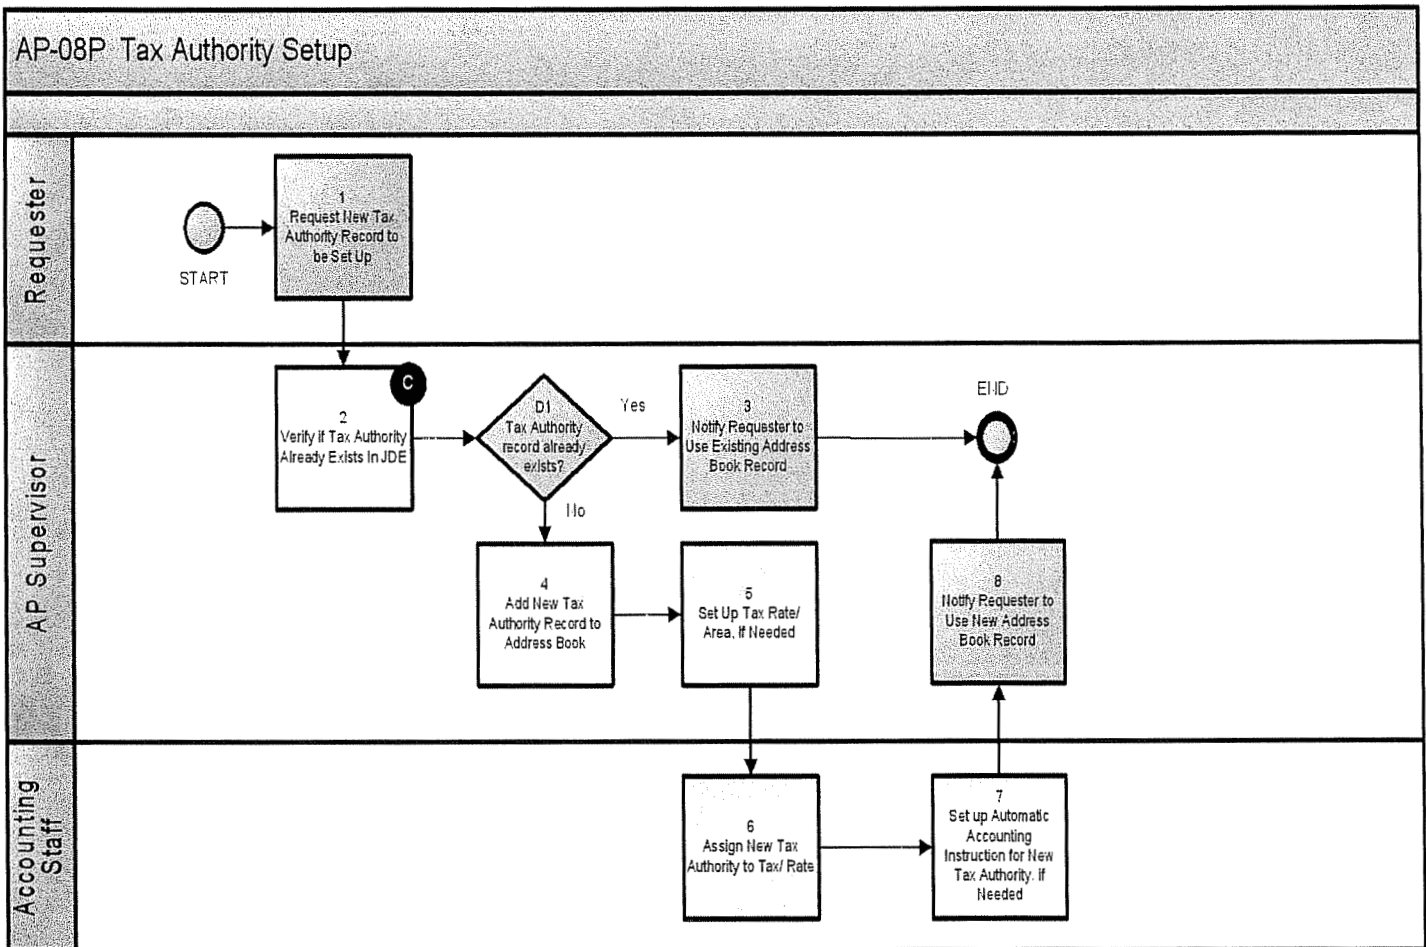 AP-08P Tax Authority Setup
Requester
START
1
Request New Tax
Authority Record to
be Set Up
AP Supervisor
C
2
Verify if Tax Authority
Already Exists In JDE
D1
Tax Authority
record already
exists?
Yes
No
3
Notify Requester to
Use Existing Address
Book Record
END
4
Add New Tax
Authority Record to
Address Book
5
Set Up Tax Rate/
Area, If Needed
8
Notify Requester to
Use New Address
Book Record
Accounting
Staff
6
Assign New Tax
Authority to Tax/ Rate
7
Set up Automatic
Accounting
Instruction for New
Tax Authority, if
Needed